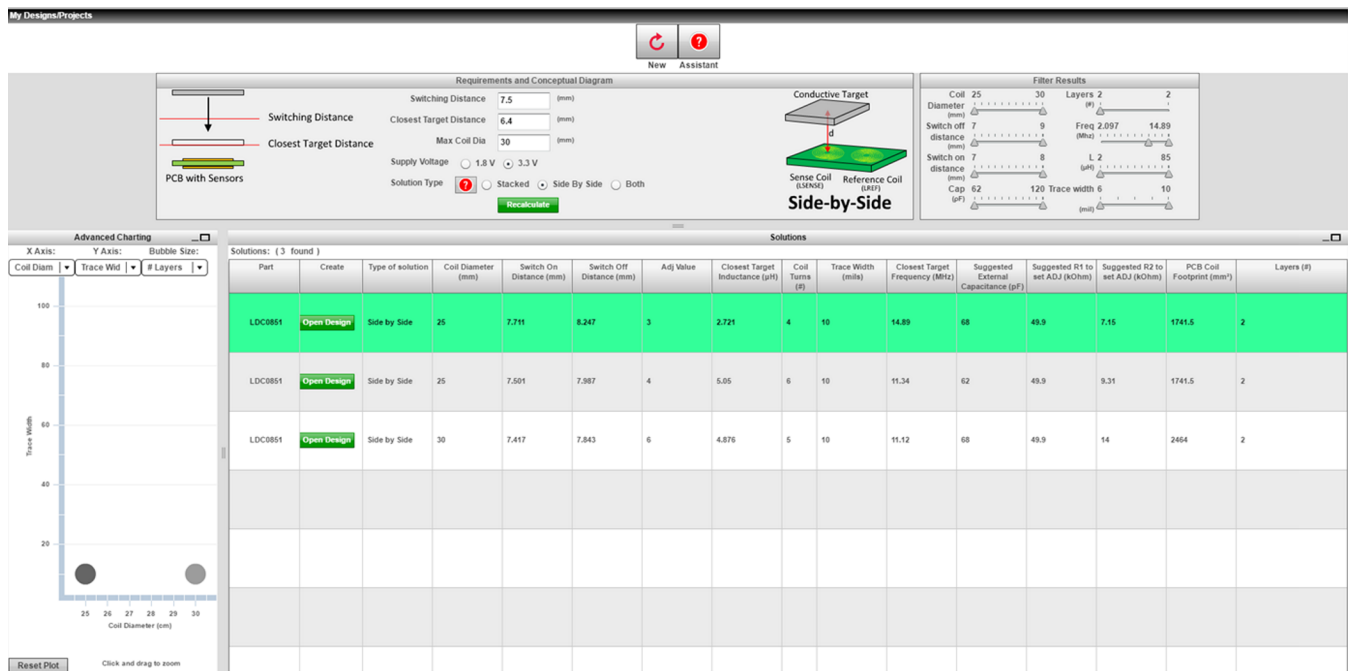 My Designs/Projects
New Assistant
Requirements and Conceptual Diagram
Switching Distance
Closest Target Distance
PCB with Sensors
Switching Distance 7.5 (mm)
Closest Target Distance 6.4 (mm)
Max Coil Dia 30 (mm)
Supply Voltage 1.8 V 3.3 V
Solution Type ? Stacked Side By Side Both
Recalculate
Conductive Target
d
Sense Coil Reference Coil
(LSENSE) (LREF)
Side-by-Side
Filter Results
Coil 25 30 Layers 2 2
Diameter (#)
(mm)
Switch off 7 9 Freq 2.097 14.89
distance (Mhz)
(mm)
Switch on 7 8 L 2 85
distance (μH)
(mm)
Cap 62 120 Trace width 6 10
(pF) (mil)
Advanced Charting
X Axis: Y Axis: Bubble Size:
Coil Diam Trace Wid # Layers
100
80
60
40
20
Trace Width
25 26 27 28 29 30
Coil Diameter (cm)
Reset Plot Click and drag to zoom
Solutions
Solutions: ( 3 found )
Part Create Type of solution Coil Diameter Switch On Switch Off Adj Value Closest Target Coil Trace Width Closest Target Suggested Suggested R1 to Suggested R2 to PCB Coil Layers (#)
(mm) Distance (mm) Distance (mm) Inductance (μH) Turns (mils) Frequency (MHz) External set ADJ (kOhm) set ADJ (kOhm) Footprint (mm²)
(#) Capacitance (pF)
LDC0851 Open Design Side by Side 25 7.711 8.247 3 2.721 4 10 14.89 68 49.9 7.15 1741.5 2
LDC0851 Open Design Side by Side 25 7.501 7.987 4 5.05 6 10 11.34 62 49.9 9.31 1741.5 2
LDC0851 Open Design Side by Side 30 7.417 7.843 6 4.876 5 10 11.12 68 49.9 14 2464 2